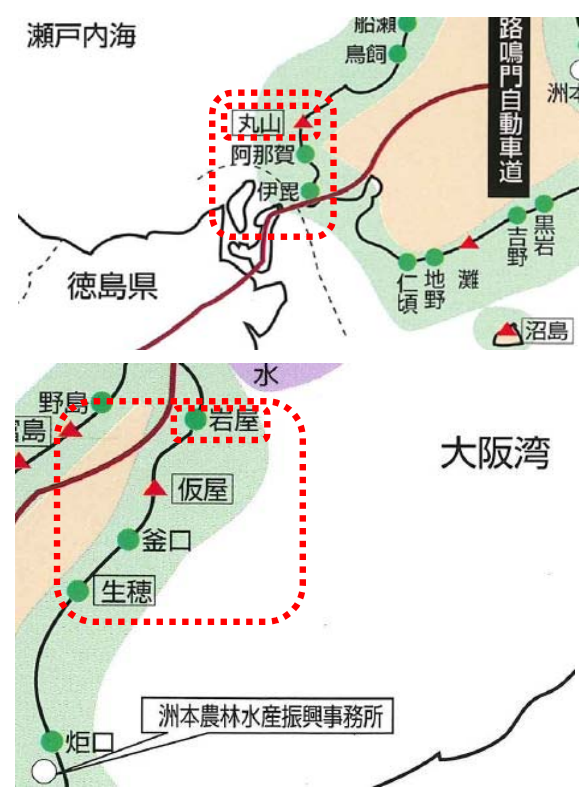 瀬戸内海
船瀬
鳥飼
路鳴門自動車道
洲本
丸山
阿那賀
伊毘
徳島県
仁頃
地野
灘
吉野
黒岩
沼島
水
野島
富島
岩屋
大阪湾
仮屋
釜口
生穂
洲本農林水産振興事務所
炬口